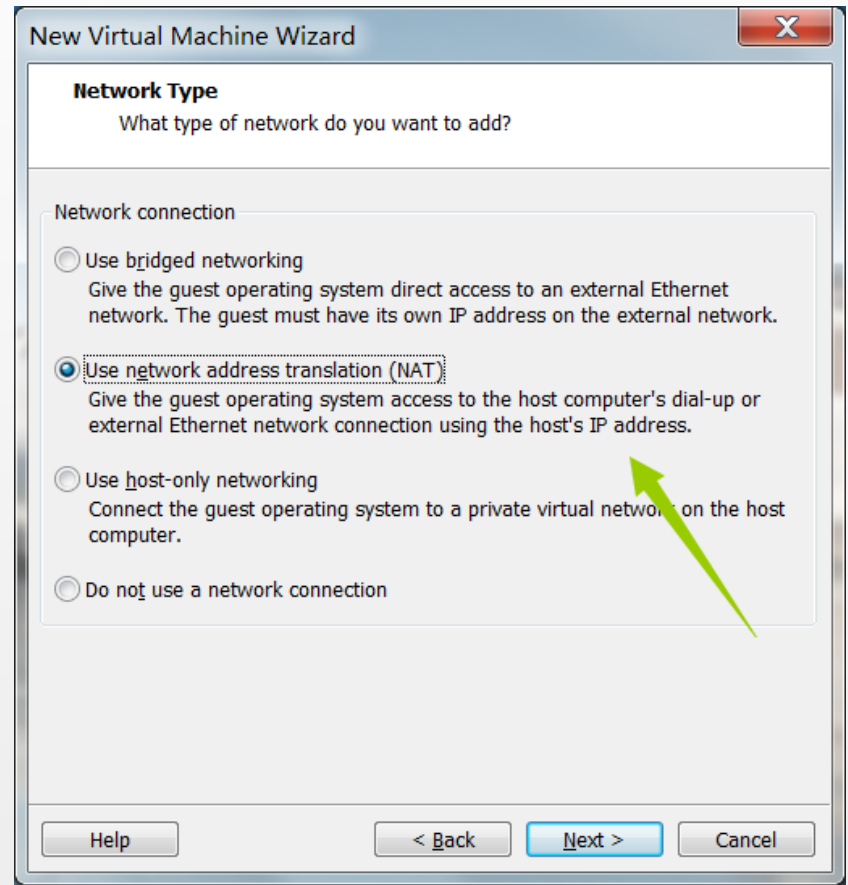 New Virtual Machine Wizard
Network Type
What type of network do you want to add?
Network connection
Use bridged networking
Give the guest operating system direct access to an external Ethernet
network. The guest must have its own IP address on the external network.
Use network address translation (NAT)
Give the guest operating system access to the host computer's dial-up or
external Ethernet network connection using the host's IP address.
Use host-only networking
Connect the guest operating system to a private virtual network on the host
computer.
Do not use a network connection
Help
< Back
Next >
Cancel